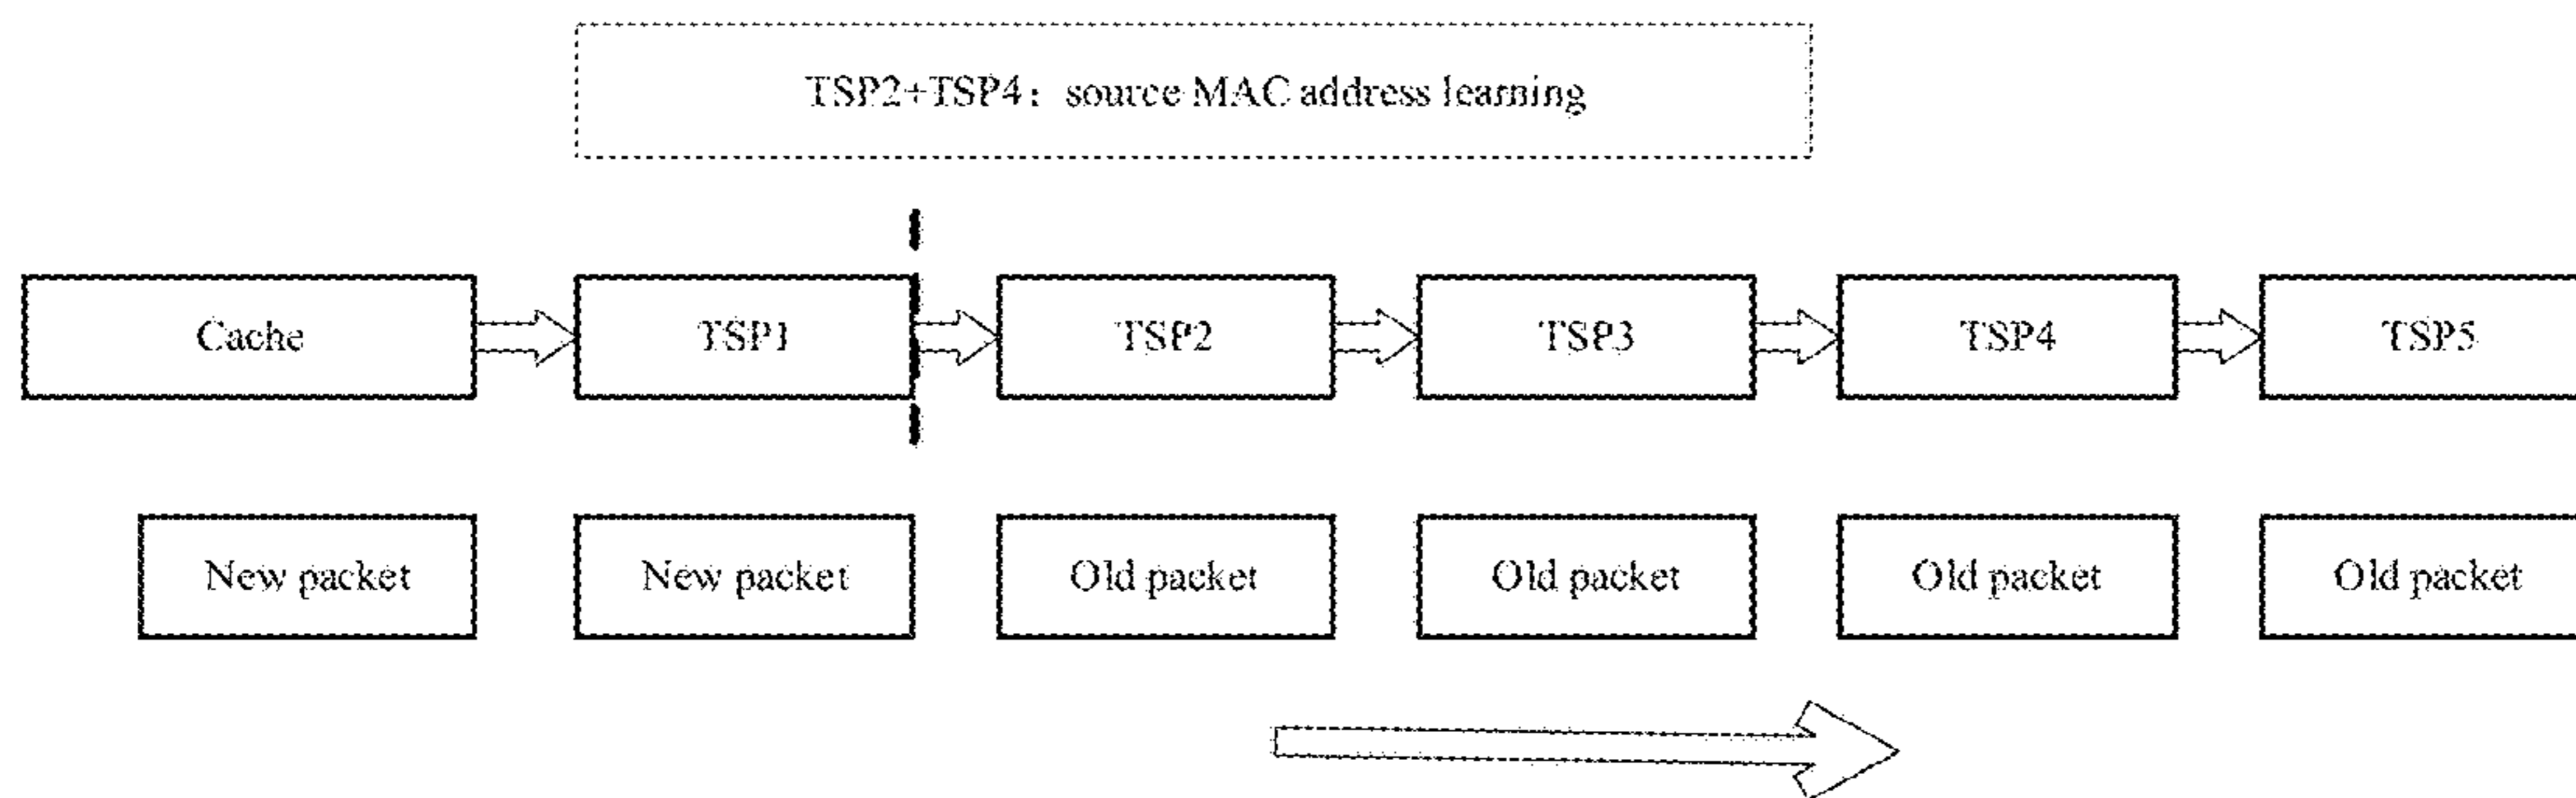 TSP2+TSP4：source MAC address learning
Cache TSP1 TSP2 TSP3 TSP4 TSP5
New packet New packet Old packet Old packet Old packet Old packet